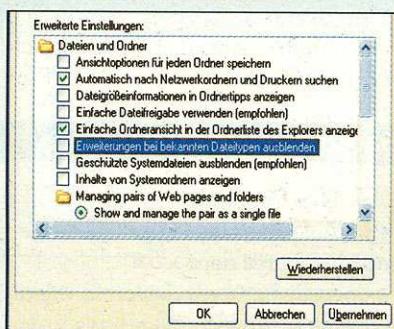 Erweiterte Einstellungen:
Dateien und Ordner
Ansichtoptionen für jeden Ordner speichern
Automatisch nach Netzwerkordnern und Druckern suchen
Dateigrößeinformationen in Ordnertipps anzeigen
Einfache Dateifreigabe verwenden (empfohlen)
Einfache Ordneransicht in der Ordnerliste des Explorers anzeige
Erweiterungen bei bekannten Dateitypen ausblenden
Geschützte Systemdateien ausblenden (empfohlen)
Inhalte von Systemordnern anzeigen
Managing pairs of Web pages and folders
Show and manage the pair as a single file
Wiederherstellen
OK Abbrechen Übernehmen